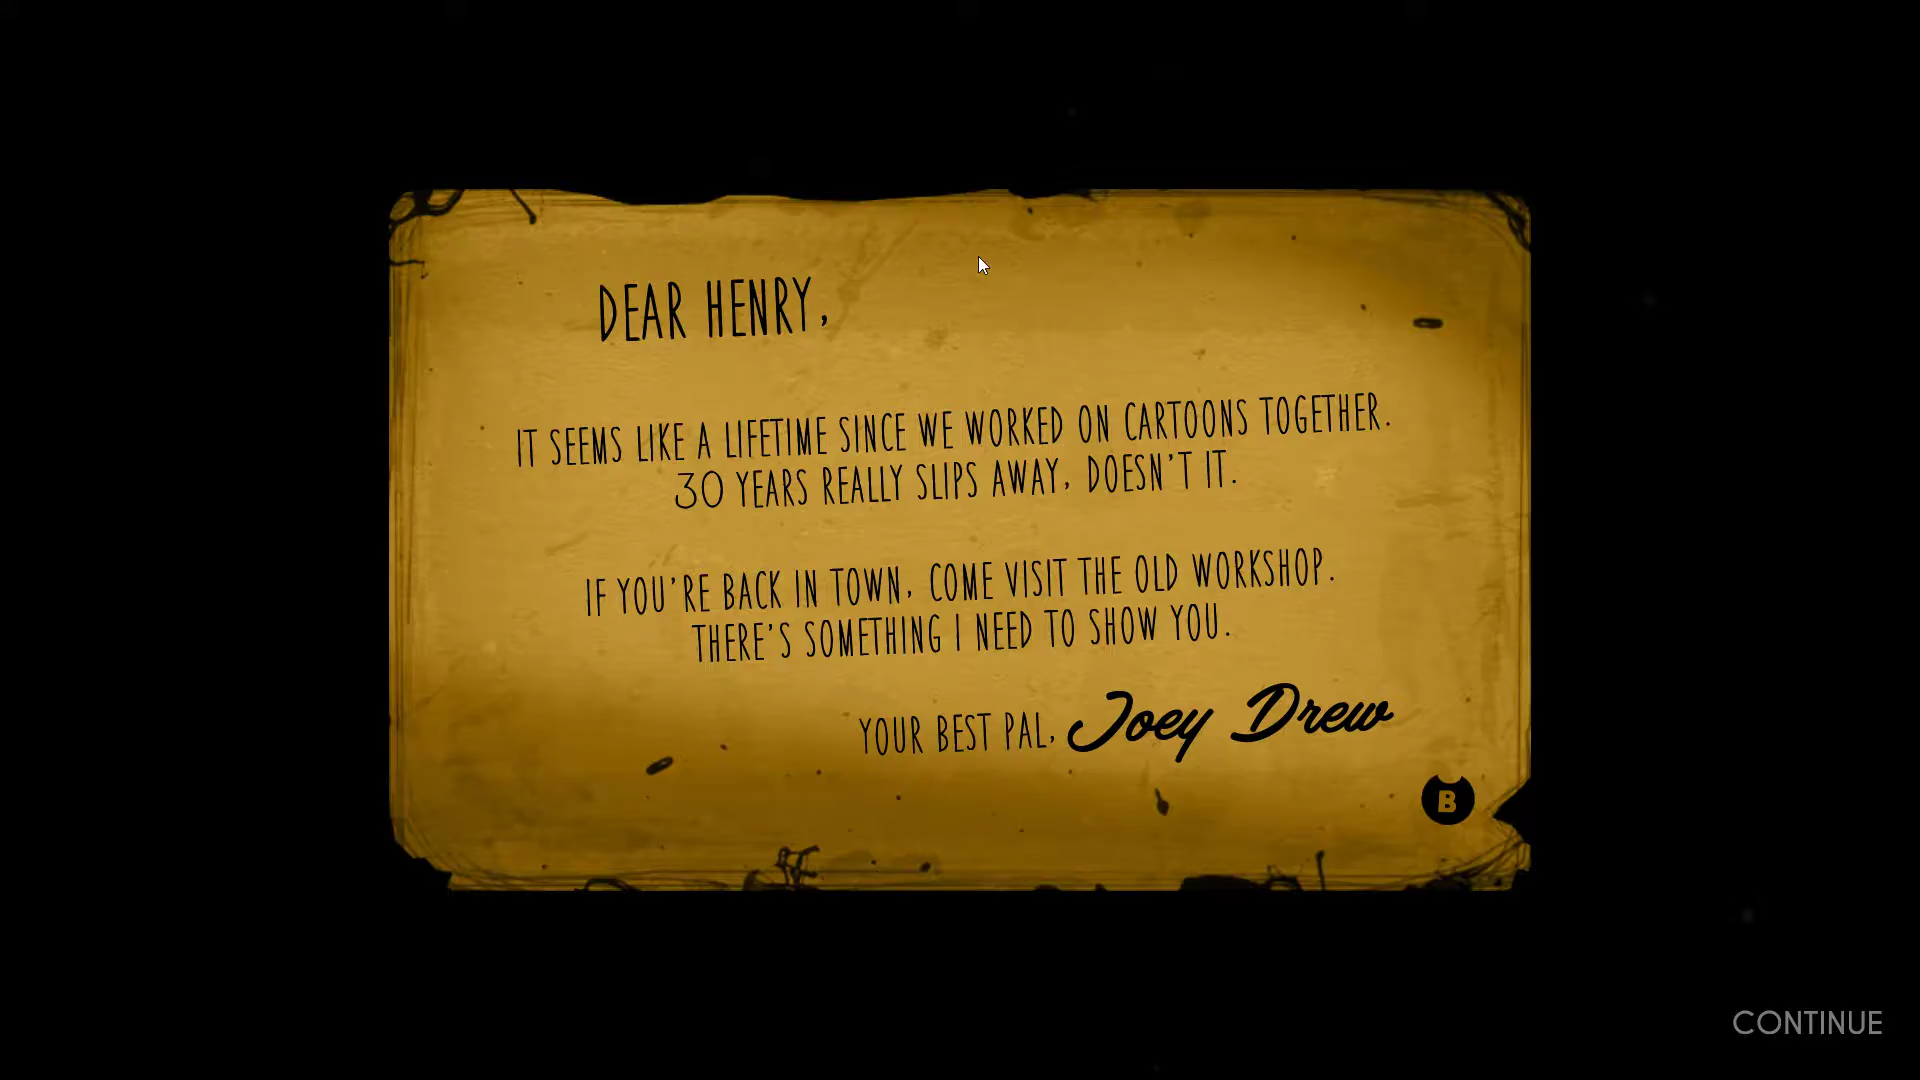 DEAR HENRY,
IT SEEMS LIKE A LIFETIME SINCE WE WORKED ON CARTOONS TOGETHER.
30 YEARS REALLY SLIPS AWAY, DOESN'T IT.
IF YOU'RE BACK IN TOWN, COME VISIT THE OLD WORKSHOP.
THERE'S SOMETHING I NEED TO SHOW YOU.
YOUR BEST PAL, Joey Drew
B
CONTINUE